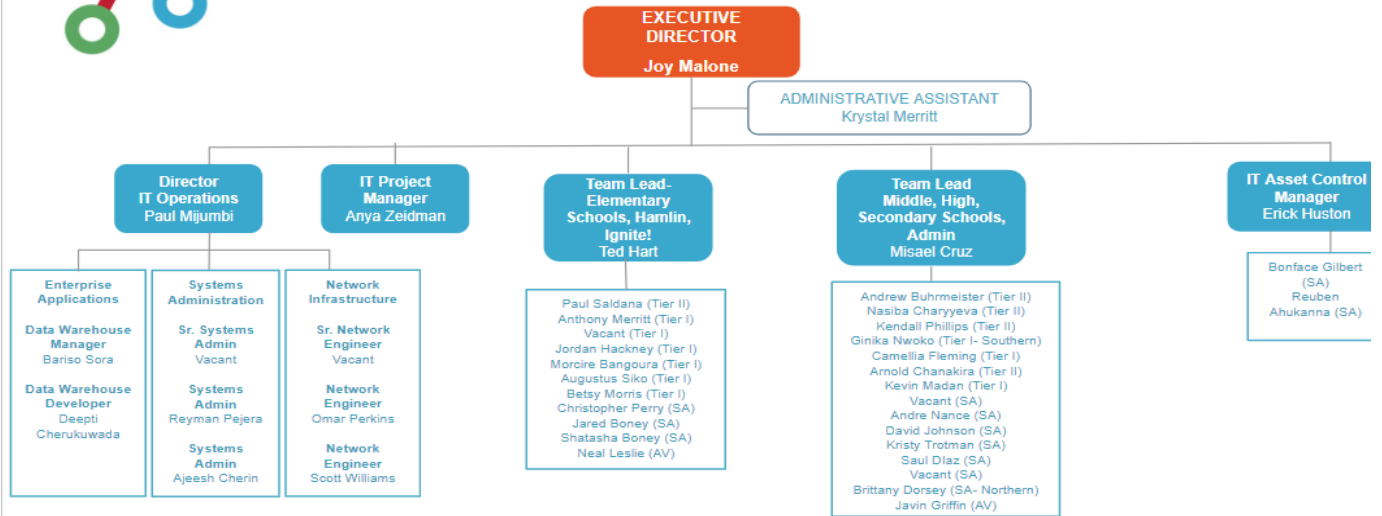 EXECUTIVE
DIRECTOR
Joy Malone
ADMINISTRATIVE ASSISTANT
Krystal Merritt
Director
IT Operations
Paul Mijumbi
IT Project
Manager
Anya Zeidman
Team Lead-
Elementary
Schools, Hamlin,
Ignite!
Ted Hart
Team Lead
Middle, High,
Secondary Schools,
Admin
Misael Cruz
IT Asset Control
Manager
Erick Huston
Enterprise
Applications
Data Warehouse
Manager
Bariso Sora
Data Warehouse
Developer
Deepti
Cherukuwada
Systems
Administration
Sr. Systems
Admin
Vacant
Systems
Admin
Reyman Pejera
Systems
Admin
Ajeesh Cherin
Network
Infrastructure
Sr. Network
Engineer
Vacant
Network
Engineer
Omar Perkins
Network
Engineer
Scott Williams
Paul Saldana (Tier II)
Anthony Merritt (Tier I)
Vacant (Tier I)
Jordan Hackney (Tier I)
Morcire Bangoura (Tier I)
Augustus Siko (Tier I)
Betsy Morris (Tier I)
Christopher Perry (SA)
Jared Boney (SA)
Shatasha Boney (SA)
Neal Leslie (AV)
Andrew Buhrmeister (Tier II)
Nasiba Charyyeva (Tier II)
Kendall Phillips (Tier II)
Ginika Nwoko (Tier I- Southern)
Camellia Fleming (Tier I)
Arnold Chanakira (Tier II)
Kevin Madan (Tier I)
Vacant (SA)
Andre Nance (SA)
David Johnson (SA)
Kristy Trotman (SA)
Saul DIaz (SA)
Vacant (SA)
Brittany Dorsey (SA- Northern)
Javin Griffin (AV)
Bonface Gilbert
(SA)
Reuben
Ahukanna (SA)